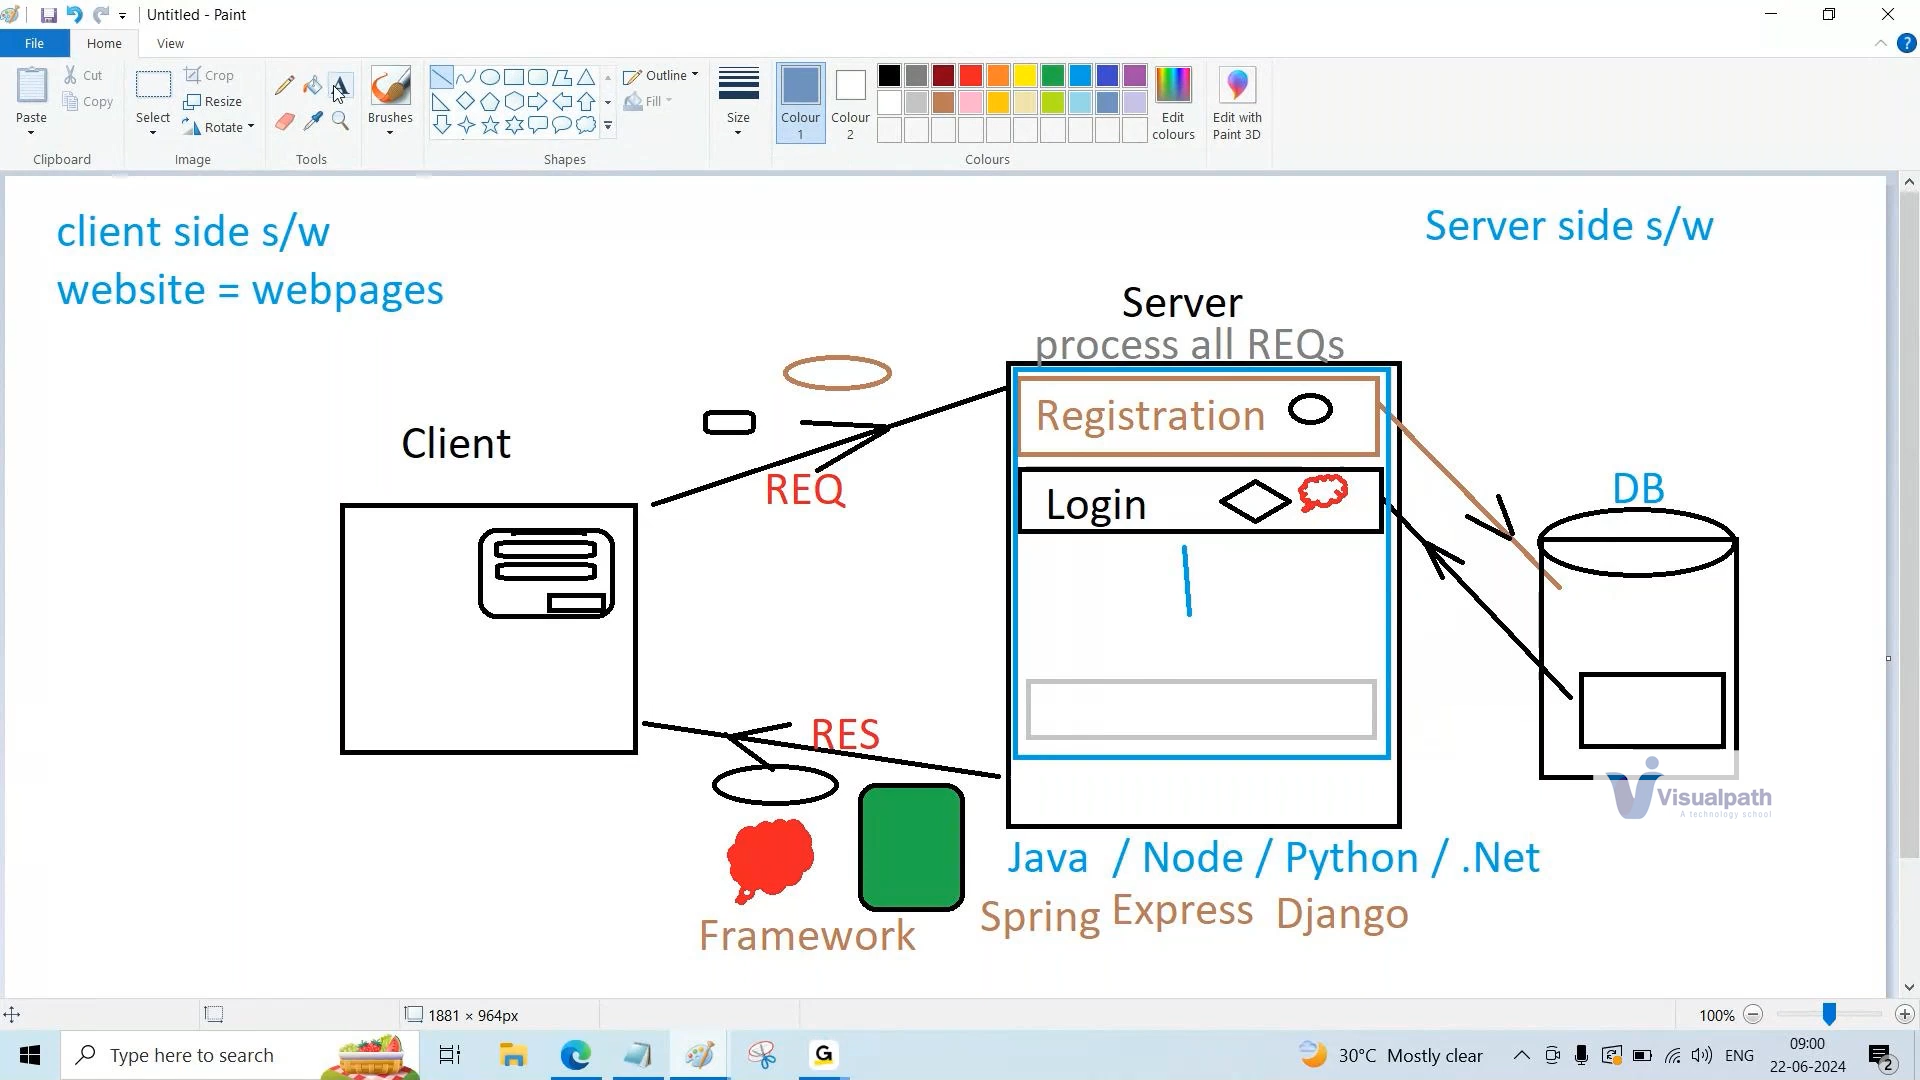 Untitled - Paint
File Home View
Paste
Cut
Copy
Clipboard
Select
Crop
Resize
Rotate
Image
A
Tools
Brushes
Outline
Fill
Shapes
Size
Colour 1
Colour 2
Edit colours
Edit with Paint 3D
Colours
?
client side s/w
website = webpages
Server side s/w
Server
process all REQs
Registration
Login
Client
REQ
RES
DB
Visualpath
A technology school
Java / Node / Python / .Net
Framework Spring Express Django
1881 × 964px
100%
Type here to search
G
30°C Mostly clear
ENG
09:00
22-06-2024
2